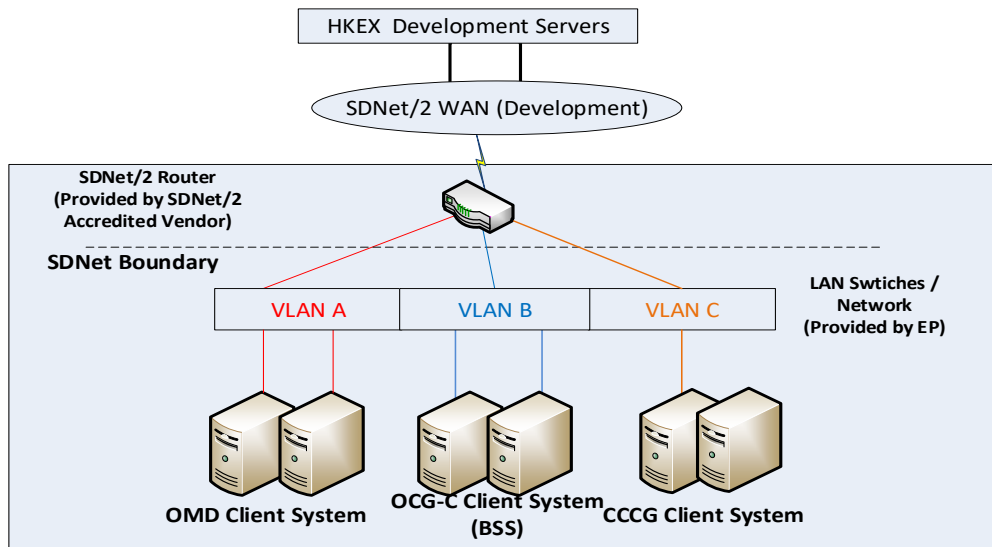 HKEX Development Servers
SDNet/2 WAN (Development)
SDNet/2 Router
(Provided by SDNet/2
Accredited Vendor)
SDNet Boundary
LAN Swtiches /
Network
(Provided by EP)
VLAN A
VLAN B
VLAN C
OMD Client System
OCG-C Client System
(BSS)
CCCG Client System